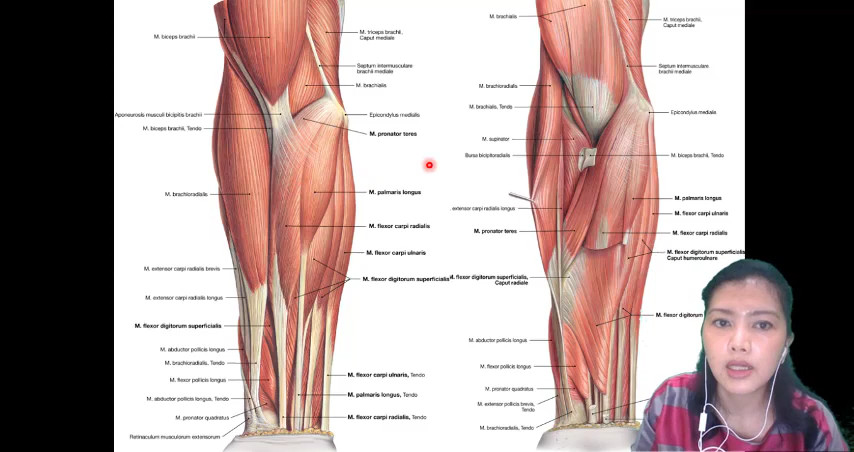 M. biceps brachii
M. triceps brachii,
Caput mediale
Septum intermusculare
brachii mediale
M. brachialis
Aponeurosis musculi bicipitis brachii
Epicondylus medialis
M. biceps brachii, Tendo
M. pronator teres
M. brachioradialis
M. palmaris longus
M. flexor carpi radialis
M. flexor carpi ulnaris
M. extensor carpi radialis brevis
M. flexor digitorum superficialis
M. extensor carpi radialis longus
M. flexor digitorum superficialis
M. abductor pollicis longus
M. brachioradialis, Tendo
M. flexor carpi ulnaris, Tendo
M. flexor pollicis longus
M. palmaris longus, Tendo
M. abductor pollicis longus, Tendo
M. pronator quadratus
M. flexor carpi radialis, Tendo
Retinaculum musculorum extensorum
M. brachialis
M. triceps brachii,
Caput mediale
Septum intermusculare
brachii mediale
M. brachioradialis
M. brachialis, Tendo
Epicondylus medialis
M. supinator
Bursa bicipitoradialis
M. biceps brachii, Tendo
M. palmaris longus
extensor carpi radialis longus
M. flexor carpi ulnaris
M. pronator teres
M. flexor carpi radialis
M. flexor digitorum superficialis,
Caput humeroulnare
M. flexor digitorum superficialis,
Caput radiale
M. flexor digitorum
M. abductor pollicis longus
M. flexor pollicis longus
M. pronator quadratus
M. extensor pollicis brevis,
Tendo
M. brachioradialis, Tendo